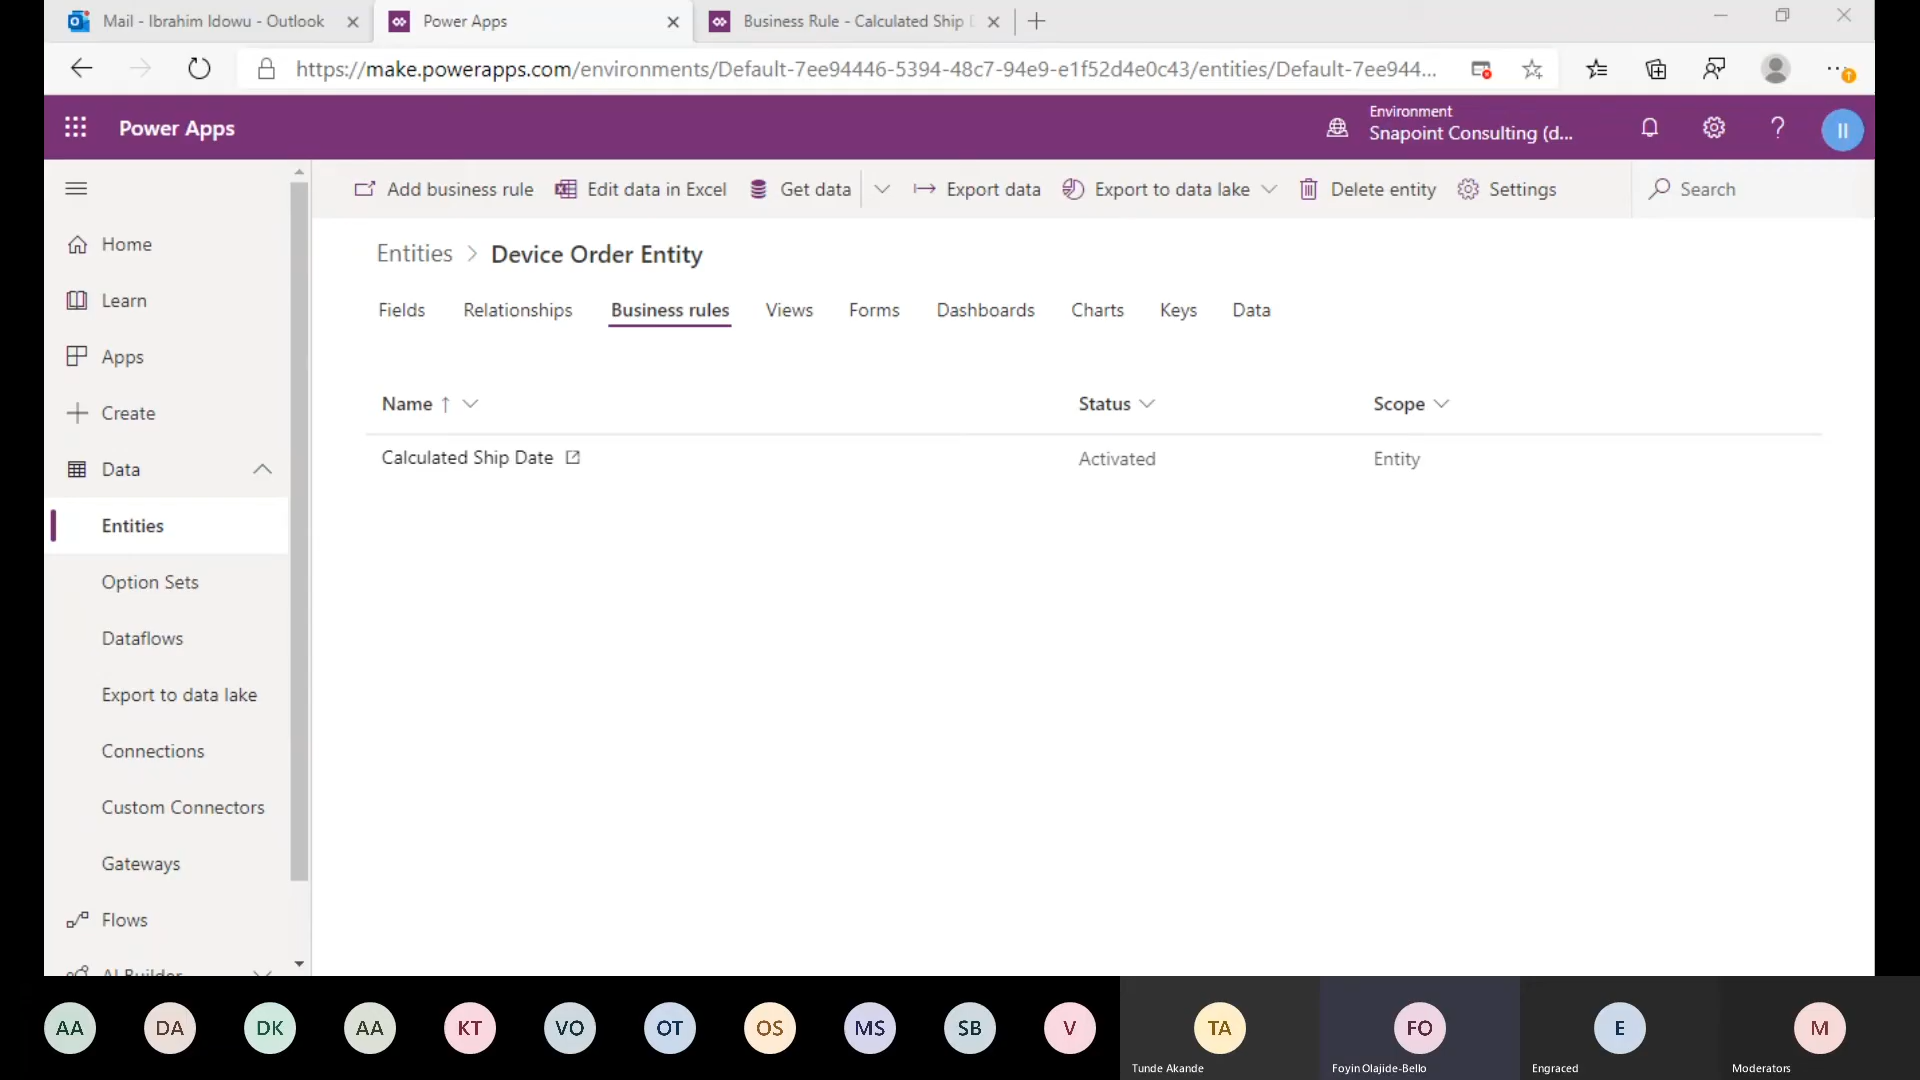 Mail - Ibrahim Idowu - Outlook
Power Apps
Business Rule - Calculated Ship
https://make.powerapps.com/environments/Default-7ee94446-5394-48c7-94e9-e1f52d4e0c43/entities/Default-7ee944...
Power Apps
Environment
Snapoint Consulting (d...
II
Add business rule
Edit data in Excel
Get data
Export data
Export to data lake
Delete entity
Settings
Search
Home
Learn
Apps
Create
Data
Entities
Option Sets
Dataflows
Export to data lake
Connections
Custom Connectors
Gateways
Flows
AI Builder
Entities > Device Order Entity
Fields Relationships Business rules Views Forms Dashboards Charts Keys Data
Name Status Scope
Calculated Ship Date Activated Entity
AA DA DK AA KT VO OT OS MS SB V TA FO E M
Tunde Akande Foyin Olajide-Bello Engraced Moderators